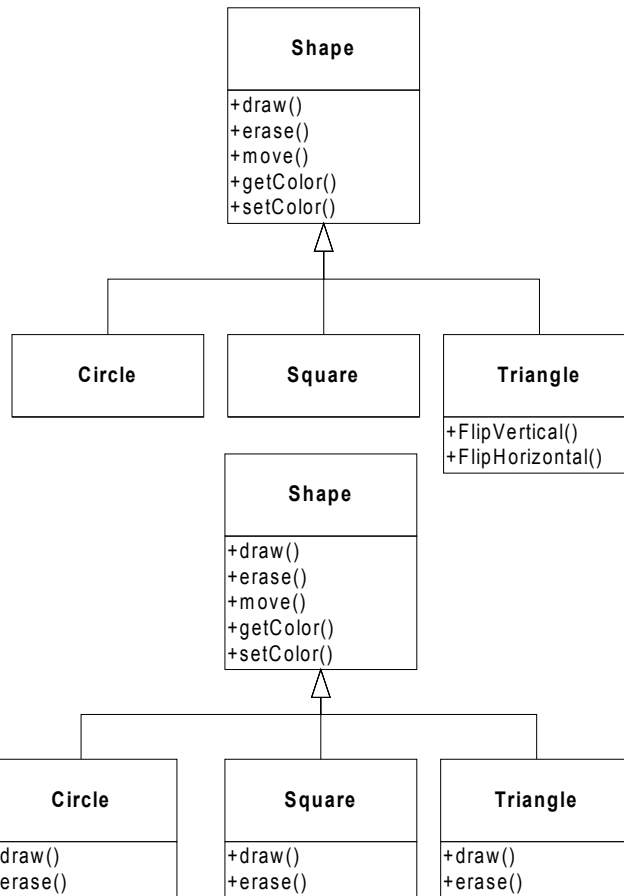 Shape
+draw()
+erase()
+move()
+getColor()
+setColor()
Circle
Square
Triangle
+FlipVertical()
+FlipHorizontal()
Shape
+draw()
+erase()
+move()
+getColor()
+setColor()
Circle
Square
Triangle
draw()
erase()
+draw()
+erase()
+draw()
+erase()